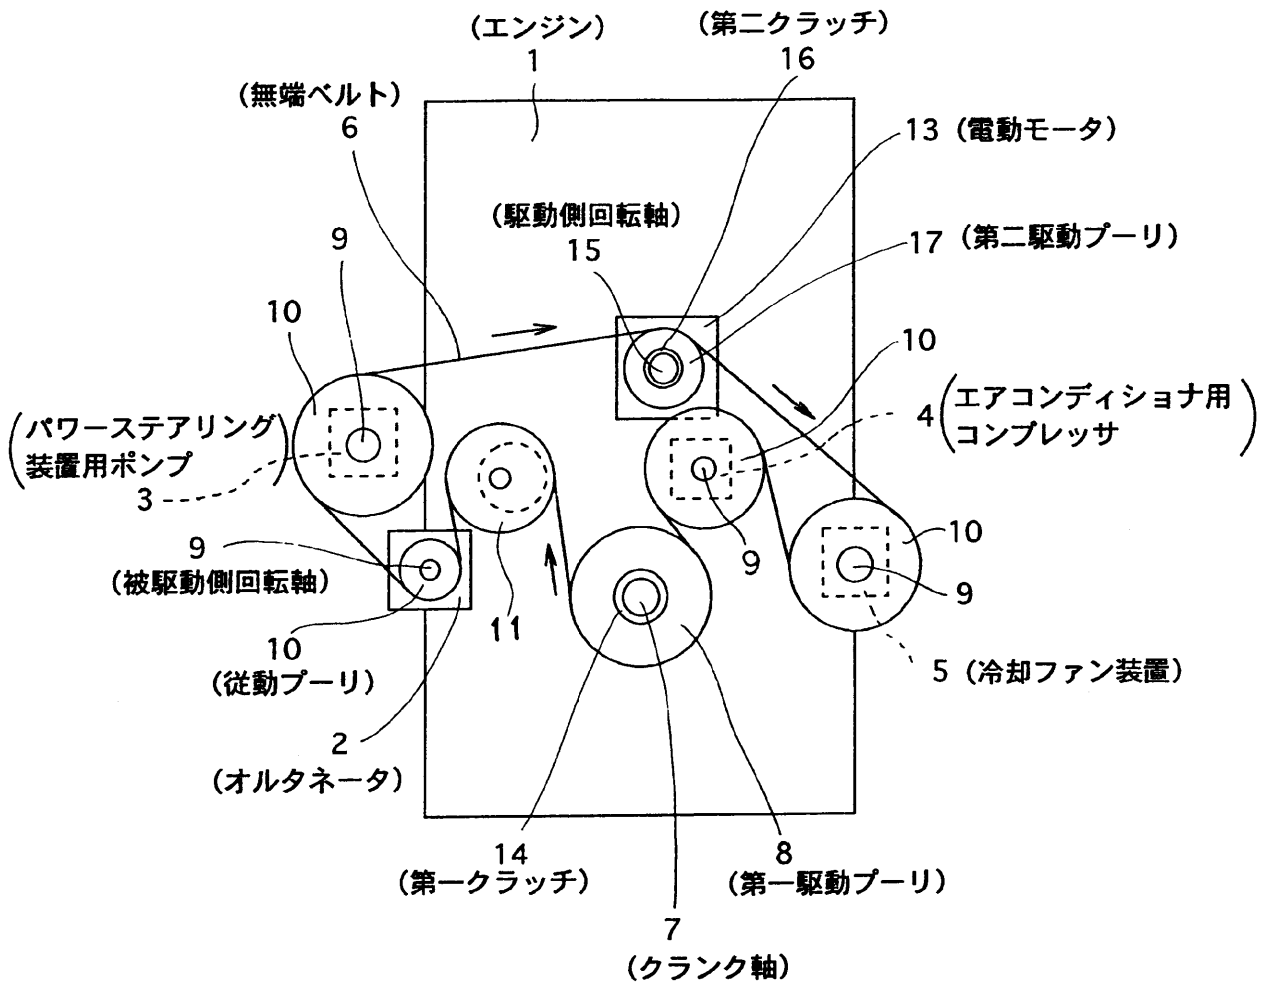 (エンジン)
1
(第二クラッチ)
16
(無端ベルト)
6
13 (電動モータ)
(駆動側回転軸)
15
9
17 (第二駆動プーリ)
10
10
(パワーステアリング
装置用ポンプ)
3
4 (エアコンディショナ用
コンプレッサ)
9
(被駆動側回転軸)
11
9
10
9
10
(従動プーリ)
5 (冷却ファン装置)
2
(オルタネータ)
14
(第一クラッチ)
8
(第一駆動プーリ)
7
(クランク軸)